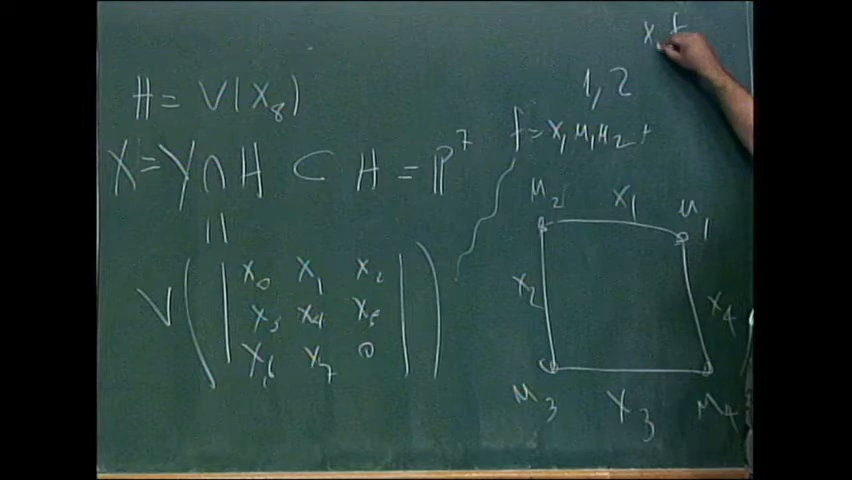 H = V(X₈)
X = Y ∩ H ⊂ H = ℙ⁷
||
V( | x₀ x₁ x₂ |
| x₃ x₄ x₅ |
| x₆ x₇ 0 | )
1, 2
f = x₁ u₁ u₂ +
u₂ x₁ u₁
x₂ x₄
u₃ x₃ u₄